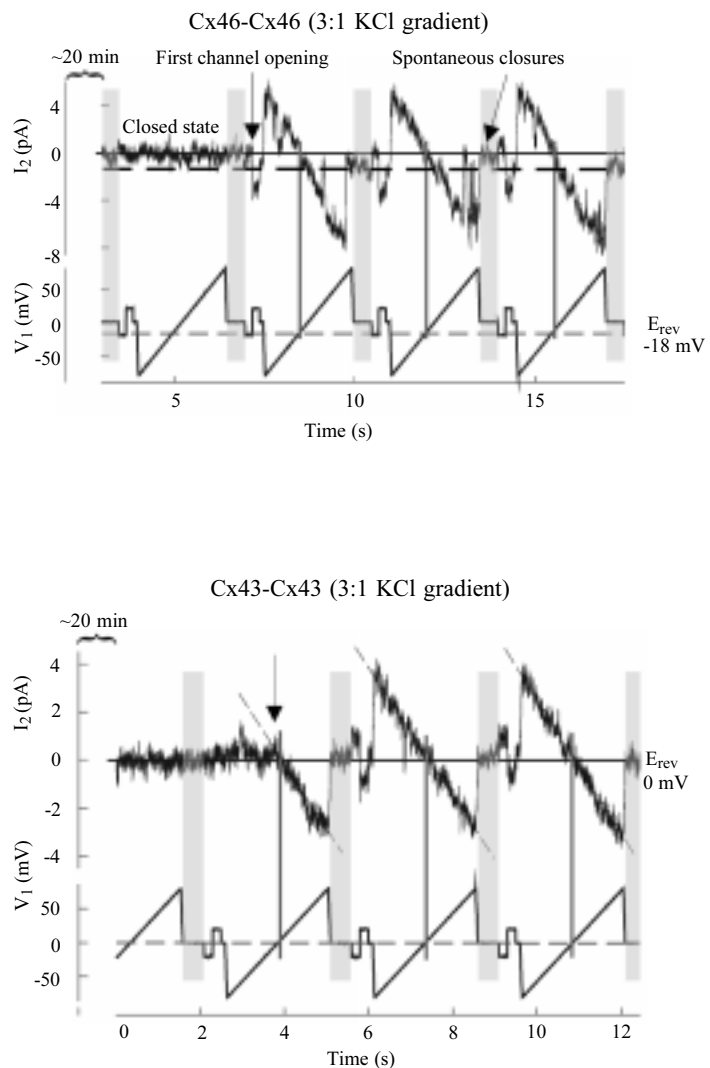 Cx46-Cx46 (3:1 KCl gradient)
~20 min
First channel opening
Spontaneous closures
Closed state
I2 (pA)
4
0
-4
-8
V1 (mV)
50
0
-50
Erev
-18 mV
5
10
15
Time (s)
Cx43-Cx43 (3:1 KCl gradient)
~20 min
I2 (pA)
4
2
0
-2
-4
Erev
0 mV
V1 (mV)
50
0
-50
0
2
4
6
8
10
12
Time (s)